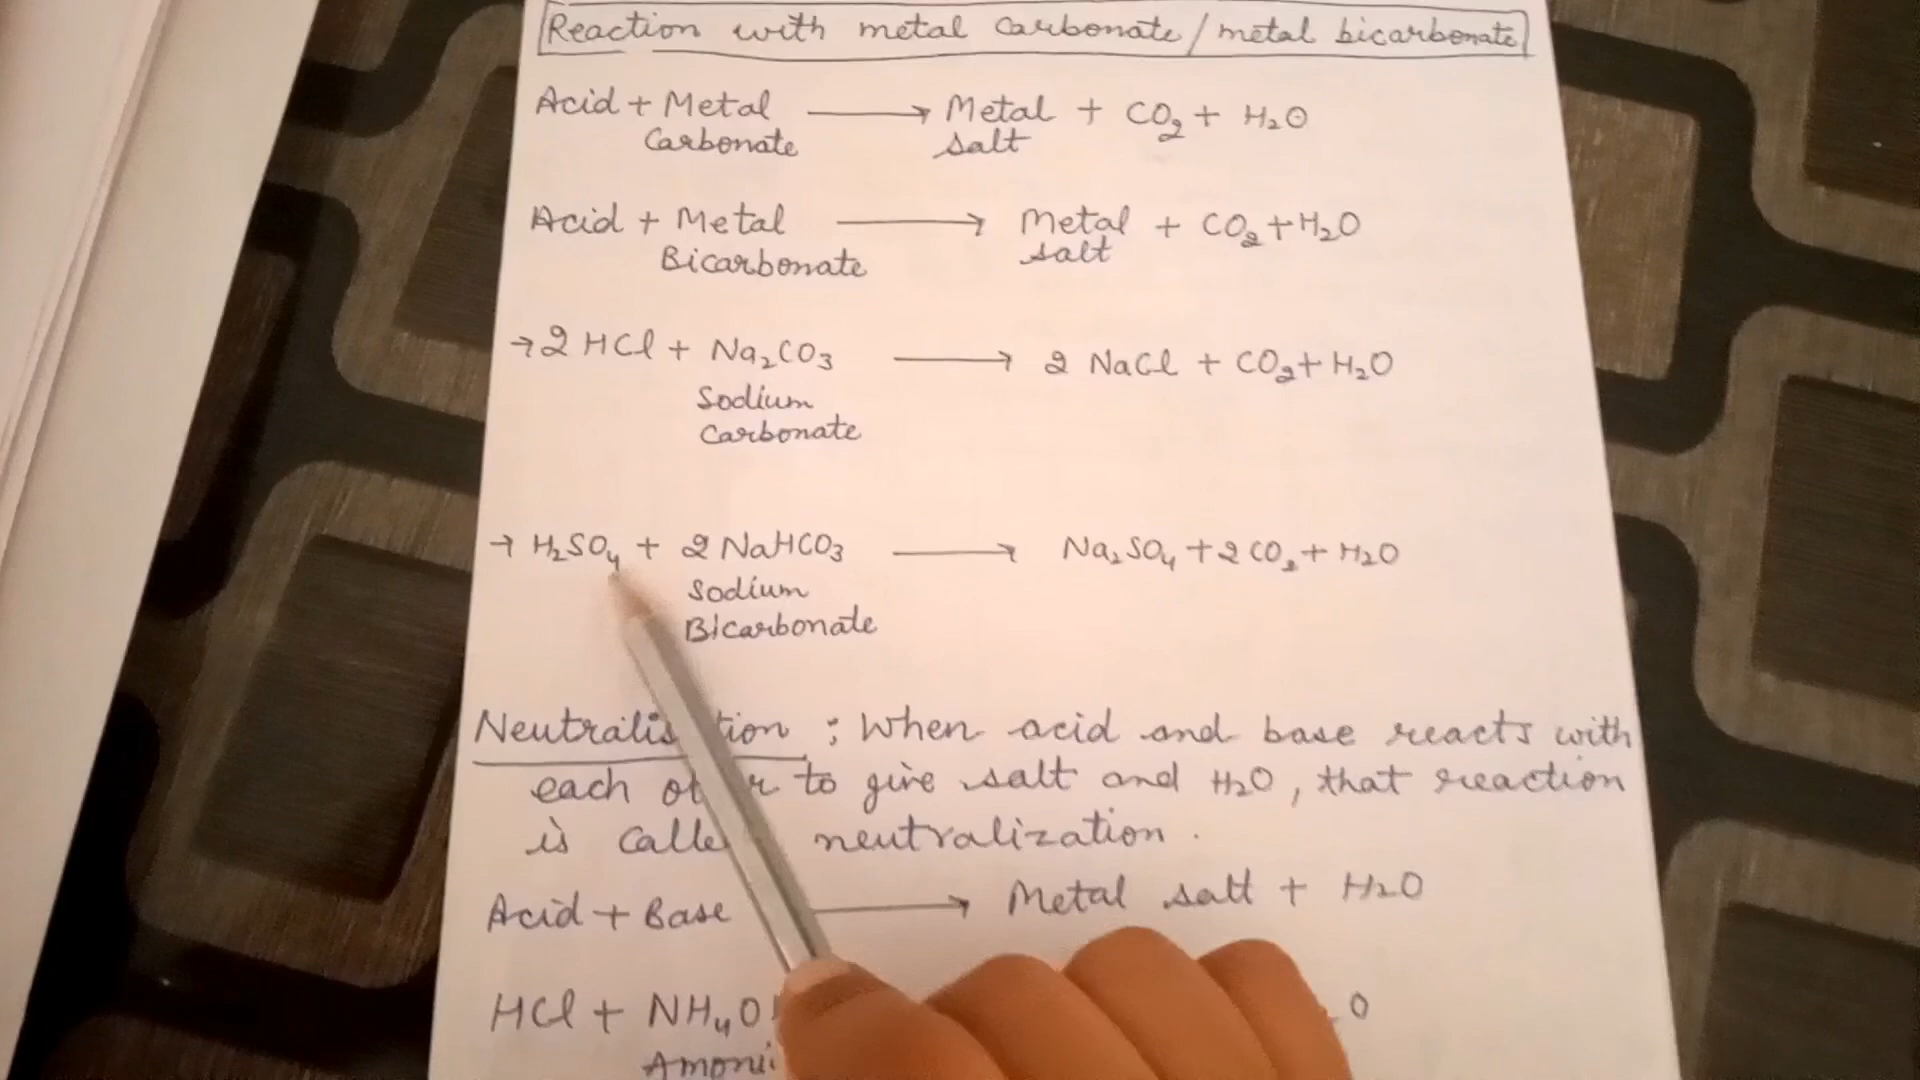 Reaction with metal carbonate/metal bicarbonate
Acid + Metal ⟶ Metal + CO₂ + H₂O
Carbonate salt
Acid + Metal ⟶ Metal + CO₂ + H₂O
Bicarbonate salt
→ 2 HCl + Na₂CO₃ ⟶ 2 NaCl + CO₂ + H₂O
Sodium
Carbonate
→ H₂SO₄ + 2 NaHCO₃ ⟶ Na₂SO₄ + 2 CO₂ + H₂O
Sodium
Bicarbonate
: When acid and base reacts with
each to give salt and H₂O, that reaction
is neutralization.
Acid + Base ⟶ Metal salt + H₂O
HCl +